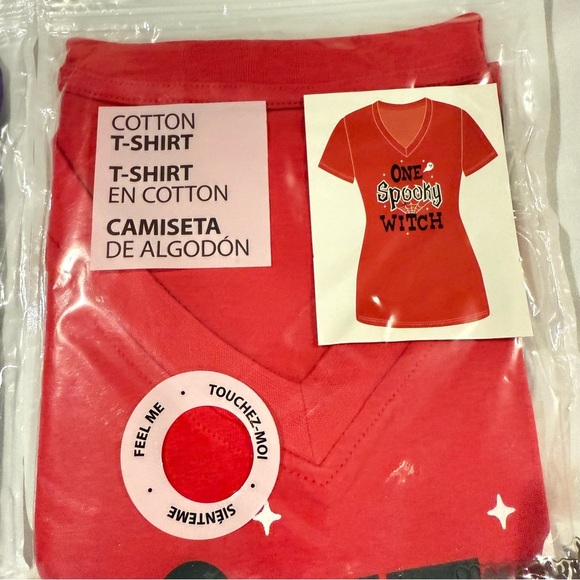 COTTON
T-SHIRT
T-SHIRT
EN COTTON
CAMISETA
DE ALGODÓN
ONE
Spooky
WITCH
FEEL ME • TOUCHEZ-MOI • SIÉNTEME •